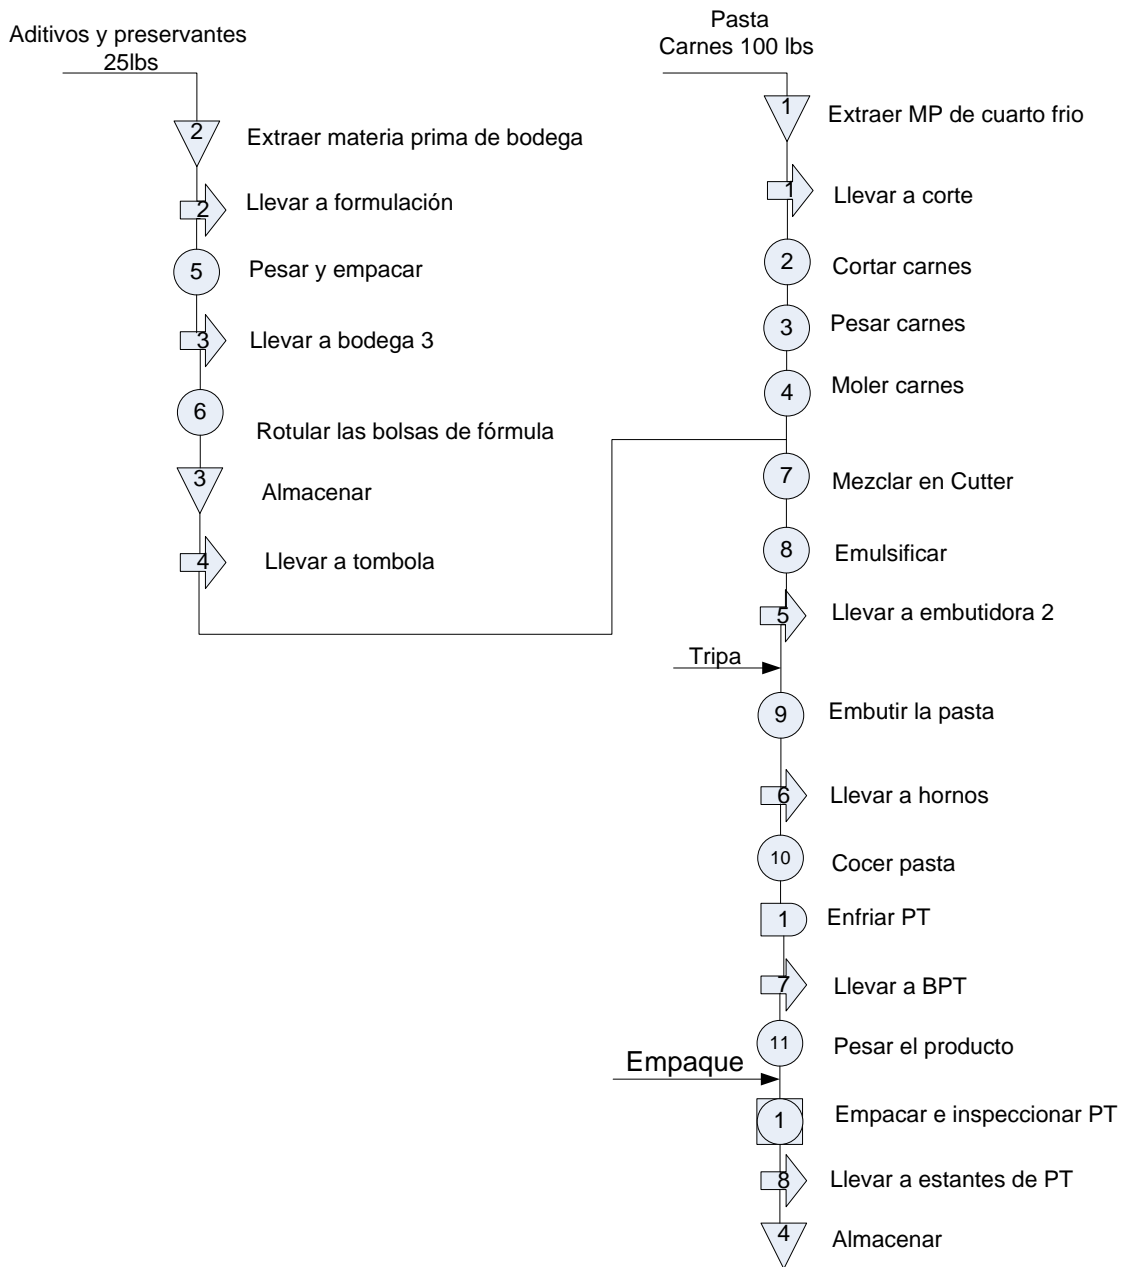 Aditivos y preservantes
25lbs
2
Extraer materia prima de bodega
2
Llevar a formulación
5
Pesar y empacar
3
Llevar a bodega 3
6
Rotular las bolsas de fórmula
3
Almacenar
4
Llevar a tombola
Pasta
Carnes 100 lbs
1
Extraer MP de cuarto frio
1
Llevar a corte
2
Cortar carnes
3
Pesar carnes
4
Moler carnes
7
Mezclar en Cutter
8
Emulsificar
5
Llevar a embutidora 2
Tripa
9
Embutir la pasta
6
Llevar a hornos
10
Cocer pasta
1
Enfriar PT
7
Llevar a BPT
11
Pesar el producto
Empaque
1
Empacar e inspeccionar PT
8
Llevar a estantes de PT
4
Almacenar